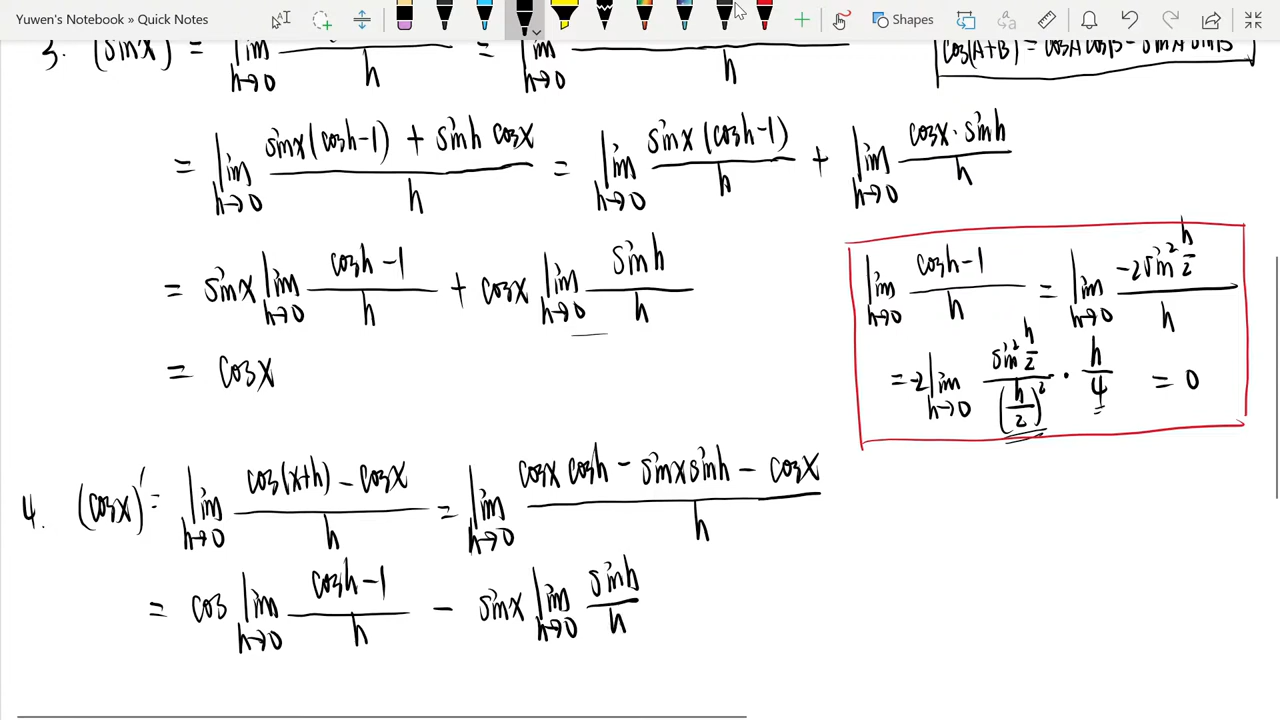 Yuwen's Notebook » Quick Notes
Shapes
3. (sinx)' = lim h→0 / h = lim h→0 / h
cos(A+B) = cosA cosB - sinA sinB
= lim h→0 (sinx(cosh-1) + sinh cosx)/h = lim h→0 (sinx(cosh-1))/h + lim h→0 (cosx·sinh)/h
= sinx lim h→0 (cosh-1)/h + cosx lim h→0 (sinh)/h
= cosx
lim h→0 (cosh-1)/h = lim h→0 (-2sin² h/2)/h
= -2 lim h→0 (sin² h/2)/(h/2)² · h/4 = 0
4. (cosx)' = lim h→0 (cos(x+h) - cosx)/h = lim h→0 (cosx cosh - sinx sinh - cosx)/h
= cos lim h→0 (cosh-1)/h - sinx lim h→0 (sinh)/h